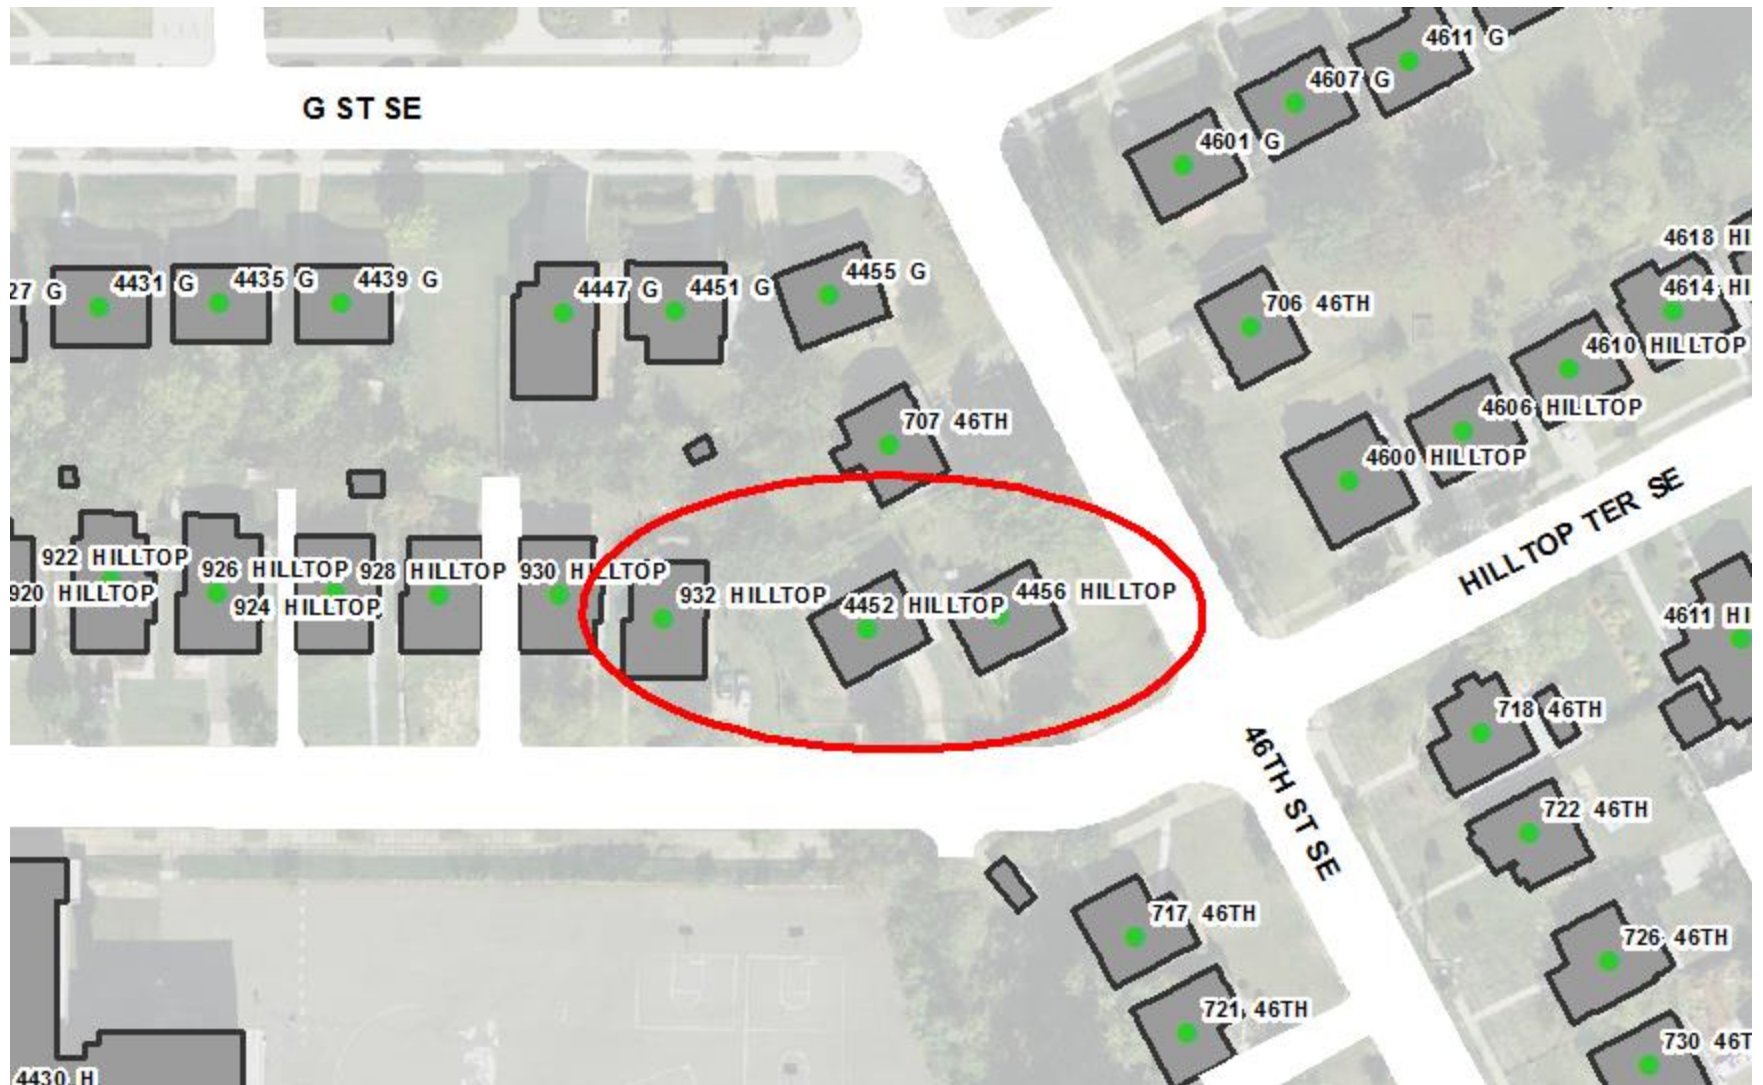 4611 G
4607 G
G ST SE
4601 G
4618 HI
4455 G
4431 G
4435 G
4439 G
4447 G
4451 G
27 G
4614 HI
706 46TH
4610 HILLTOP
4606 HILLTOP
707 46TH
4600 HILLTOP
HILLTOP TER SE
922 HILLTOP
926 HILLTOP
928 HILLTOP
930 HILLTOP
920 HILLTOP
924 HILLTOP
932 HILLTOP
4452 HILLTOP
4456 HILLTOP
4611 HI
718 46TH
46TH ST SE
722 46TH
717 46TH
726 46TH
721 46TH
730 46T
4430 H